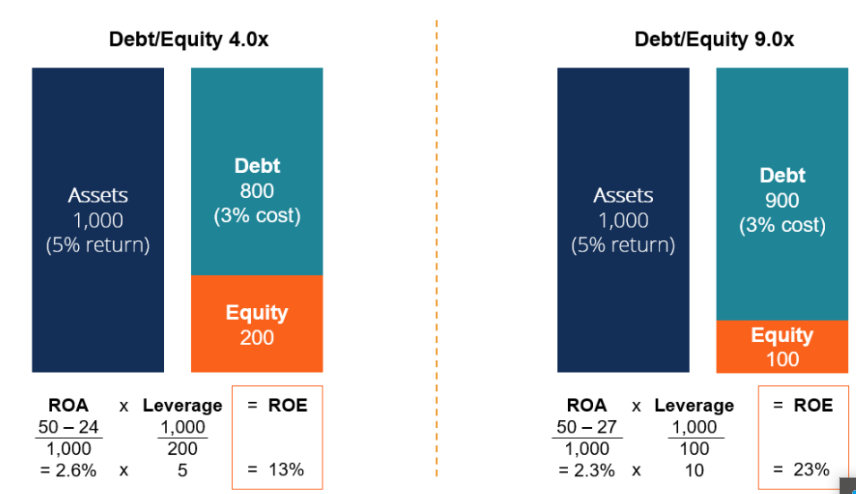 Debt/Equity 4.0x
Assets
1,000
(5% return)
Debt
800
(3% cost)
Equity
200
ROA x Leverage = ROE
50 – 24 1,000
1,000 200
= 2.6% x 5 = 13%
Debt/Equity 9.0x
Assets
1,000
(5% return)
Debt
900
(3% cost)
Equity
100
ROA x Leverage = ROE
50 – 27 1,000
1,000 100
= 2.3% x 10 = 23%